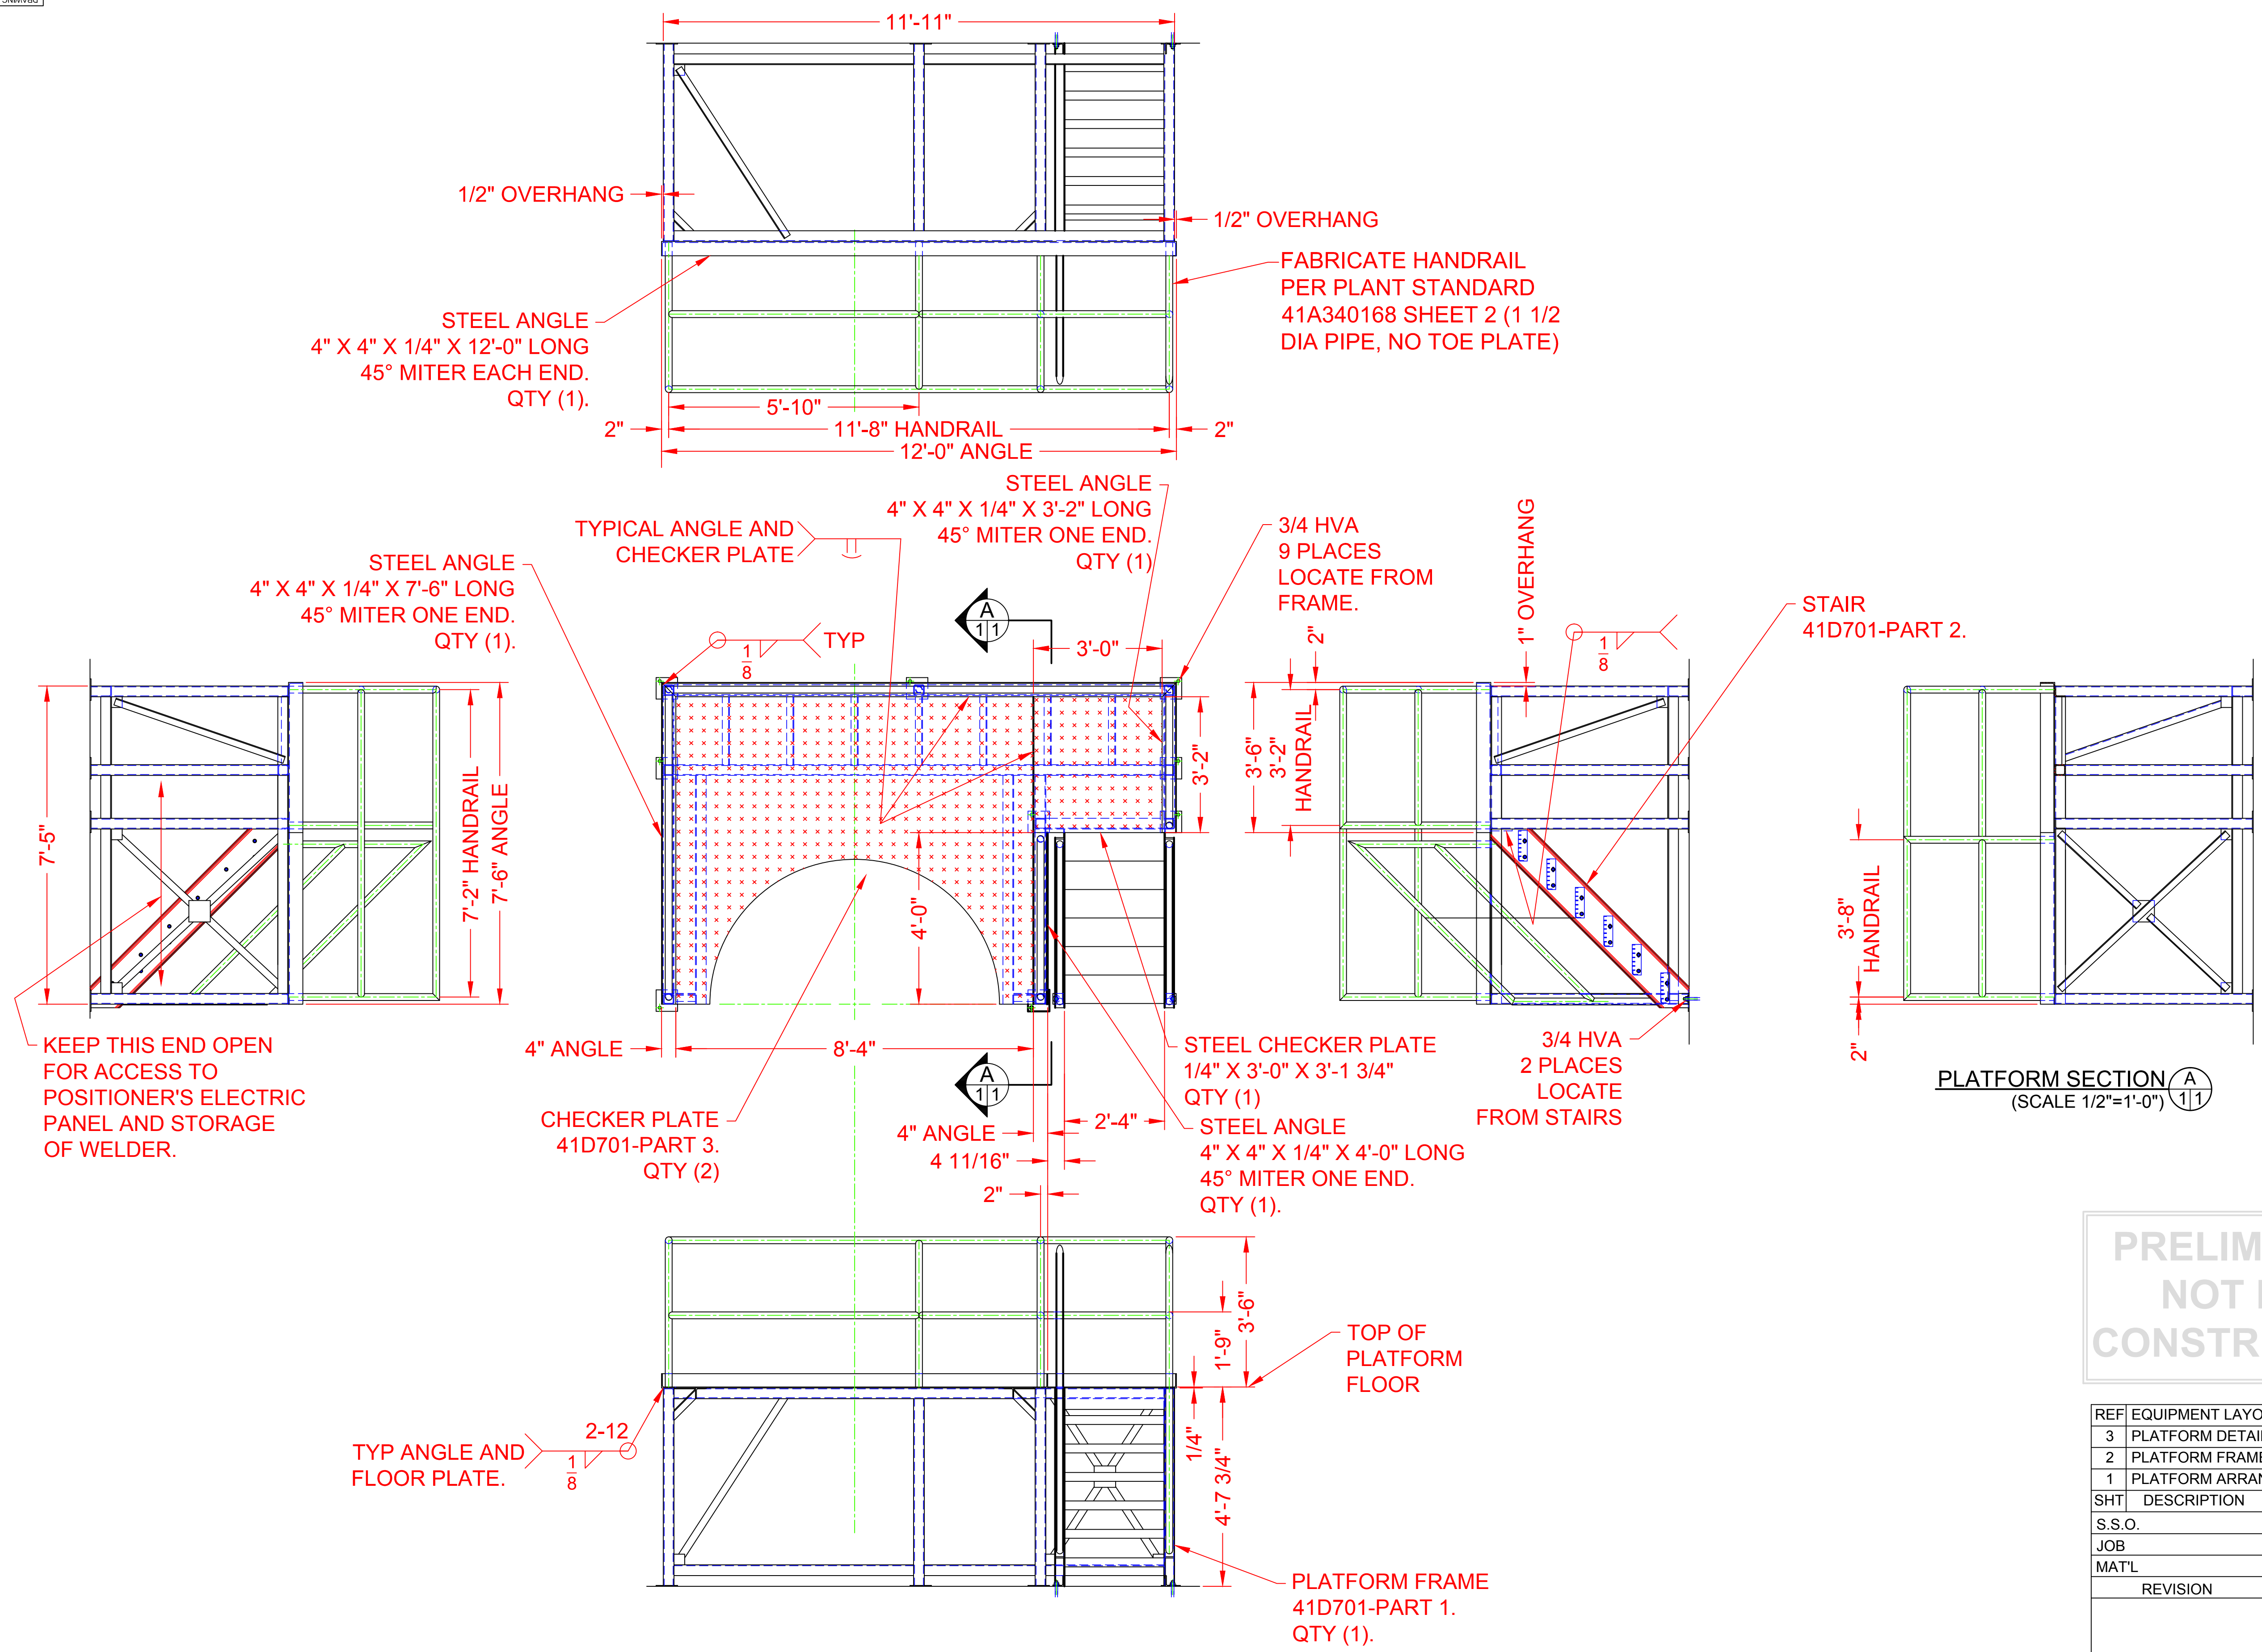 11'-11"
1/2" OVERHANG
1/2" OVERHANG
FABRICATE HANDRAIL
PER PLANT STANDARD
41A340168 SHEET 2 (1 1/2
DIA PIPE, NO TOE PLATE)
STEEL ANGLE
4" X 4" X 1/4" X 12'-0" LONG
45° MITER EACH END.
QTY (1).
5'-10"
2"
11'-8" HANDRAIL
2"
12'-0" ANGLE
STEEL ANGLE
4" X 4" X 1/4" X 3'-2" LONG
45° MITER ONE END.
QTY (1)
TYPICAL ANGLE AND
CHECKER PLATE
3/4 HVA
9 PLACES
LOCATE FROM
FRAME.
STEEL ANGLE
4" X 4" X 1/4" X 7'-6" LONG
45° MITER ONE END.
QTY (1).
1" OVERHANG
STAIR
41D701-PART 2.
A
1 1
1
8
TYP
3'-0"
2"
1
8
7'-5"
7'-2" HANDRAIL
7'-6" ANGLE
3'-2"
3'-6"
3'-2"
HANDRAIL
4'-0"
3'-8"
HANDRAIL
2"
KEEP THIS END OPEN
FOR ACCESS TO
POSITIONER'S ELECTRIC
PANEL AND STORAGE
OF WELDER.
4" ANGLE
8'-4"
A
1 1
STEEL CHECKER PLATE
1/4" X 3'-0" X 3'-1 3/4"
QTY (1)
3/4 HVA
2 PLACES
LOCATE
FROM STAIRS
PLATFORM SECTION
(SCALE 1/2"=1'-0")
A
1 1
CHECKER PLATE
41D701-PART 3.
QTY (2)
4" ANGLE
2'-4"
4 11/16"
2"
STEEL ANGLE
4" X 4" X 1/4" X 4'-0" LONG
45° MITER ONE END.
QTY (1).
3'-6"
1'-9"
TOP OF
PLATFORM
FLOOR
1/4"
4'-7 3/4"
2-12
TYP ANGLE AND
FLOOR PLATE.
1
8
PLATFORM FRAME
41D701-PART 1.
QTY (1).
PRELIM
NOT
CONSTR
REF EQUIPMENT LAYO
3 PLATFORM DETAI
2 PLATFORM FRAME
1 PLATFORM ARRAN
SHT DESCRIPTION
S.S.O.
JOB
MAT'L
REVISION